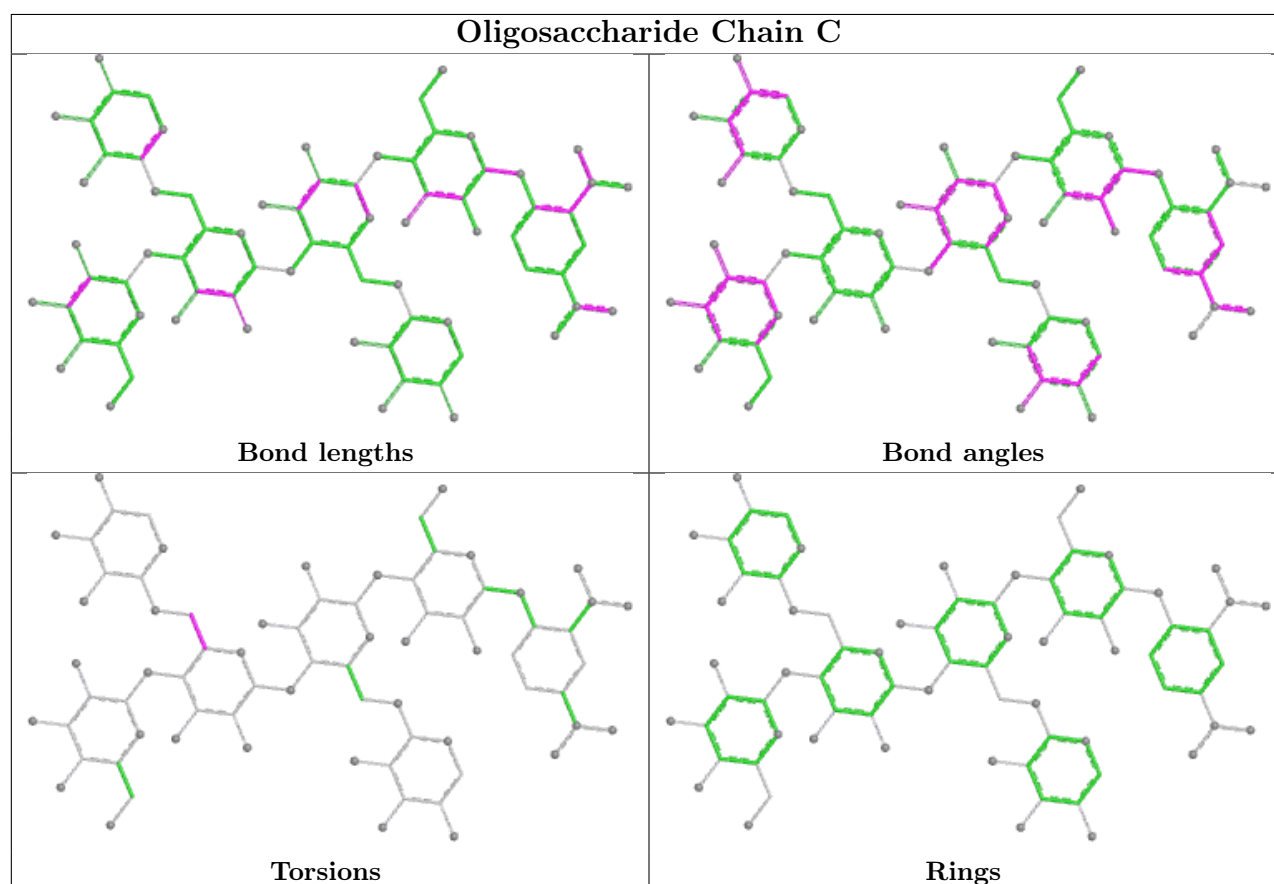 Oligosaccharide Chain C
Bond lengths
Bond angles
Torsions
Rings